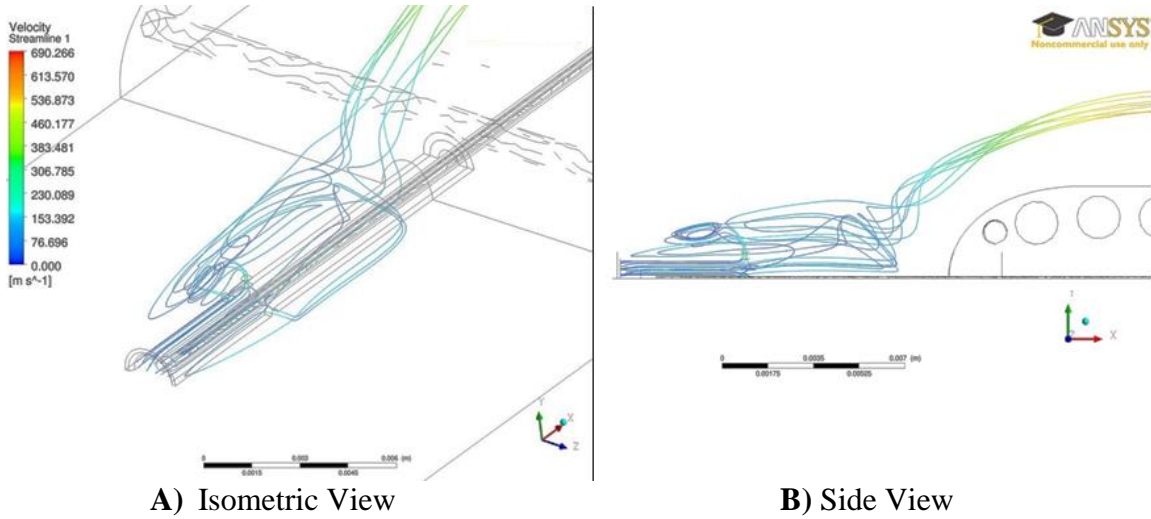 Velocity
Streamline 1
690.266
613.570
536.873
460.177
383.481
306.785
230.089
153.392
76.696
0.000
[m s^-1]
Y
X
Z
0 0.003 0.006 (m)
0.0015 0.0045
ANSYS
Noncommercial use only
X
0 0.0035 0.007 (m)
0.00175 0.00525
A) Isometric View
B) Side View